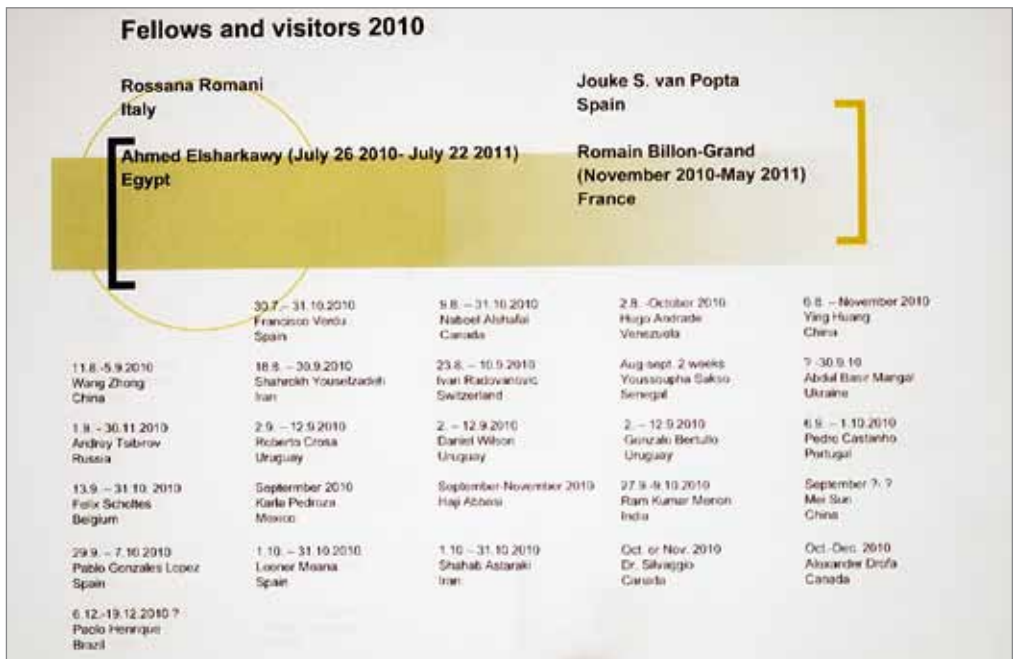 Fellows and visitors 2010
Rossana Romani
Italy
Jouke S. van Popta
Spain
Ahmed Elsharkawy (July 26 2010- July 22 2011)
Egypt
Romain Billon-Grand
(November 2010-May 2011)
France
30.7.– 31.10.2010
Francisco Verdu
Spain
9.8. – 31.10.2010
Naboel Alshafai
Canada
2.8. -October 2010
Hugo Andrade
Venezuola
6.8. – November 2010
Ying Huang
China
11.8.-5.9.2010
Wang Zhong
China
18.8. – 30.9.2010
Shahrokh Yousefzadeh
Iran
23.8. – 10.9.2010
Ivan Radovanovic
Switzerland
Aug-sept. 2 weeks
Youssoupha Sakso
Senegal
? -30.9.10
Abdul Basir Mangal
Ukraine
1.9. - 30.11.2010
Andrey Tsibirov
Russia
2.9. – 12.9.2010
Roberto Crosa
Uruguay
2. – 12.9.2010
Daniel Wilson
Uruguay
2. – 12.9.2010
Gonzalo Bertullo
Uruguay
6.9. – 1.10.2010
Pedro Castanho
Portugal
13.9. – 31.10. 2010
Felix Scholtes
Belgium
Septermber 2010
Karla Pedroza
Mexico
September-November 2010
Haji Abbasi
27.9.-9.10.2010
Ram Kumar Menon
India
September ?- ?
Mei Sun
China
29.9. – 7.10.2010
Pablo Gonzales Lopez
Spain
1.10. – 31.10.2010
Leonor Meana
Spain
1.10 – 31.10.2010
Shahab Astaraki
Iran
Oct. or Nov. 2010
Dr. Silvaggio
Canada
Oct.-Dec. 2010
Alexander Drofa
Canada
6.12.-19.12.2010 ?
Paolo Henrique
Brazil